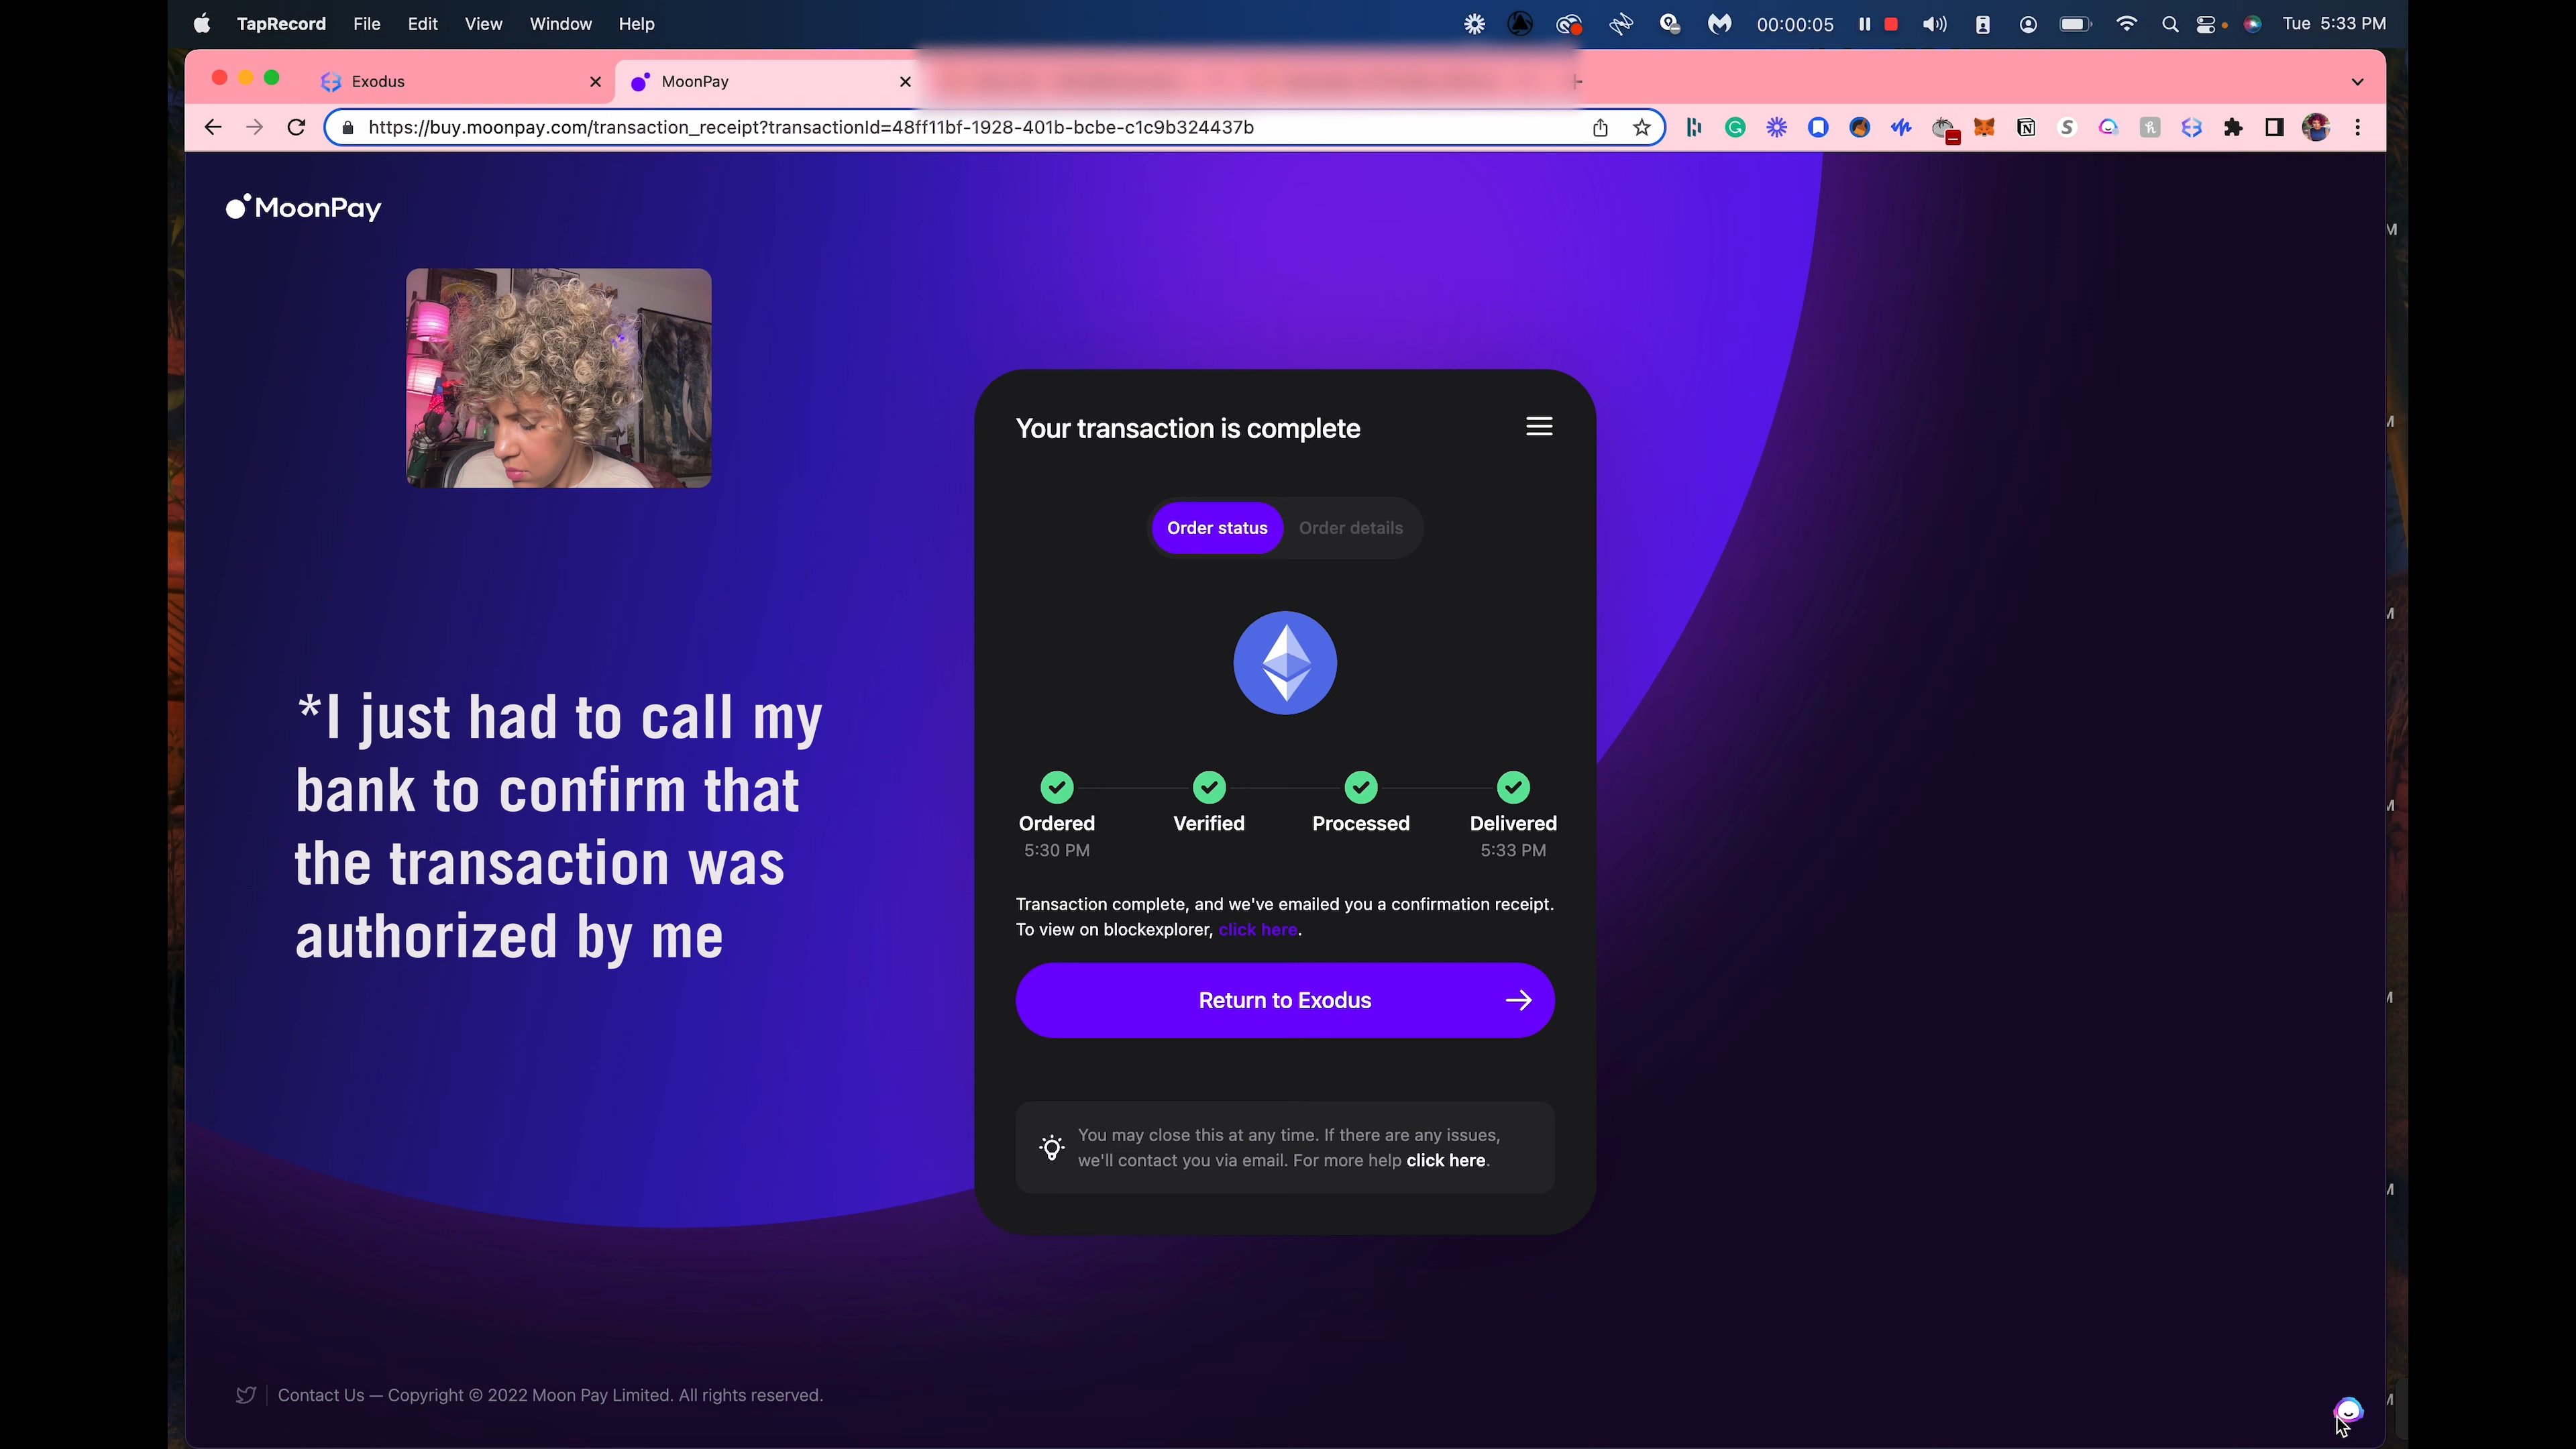 TapRecord File Edit View Window Help 00:00:05 Tue 5:33 PM
Exodus MoonPay
https://buy.moonpay.com/transaction_receipt?transactionId=48ff11bf-1928-401b-bcbe-c1c9b324437b
MoonPay
Your transaction is complete
Order status Order details
*I just had to call my
bank to confirm that
the transaction was
authorized by me
Ordered Verified Processed Delivered
5:30 PM 5:33 PM
Transaction complete, and we've emailed you a confirmation receipt.
To view on blockexplorer, click here.
Return to Exodus
You may close this at any time. If there are any issues,
we'll contact you via email. For more help click here.
Contact Us — Copyright © 2022 Moon Pay Limited. All rights reserved.